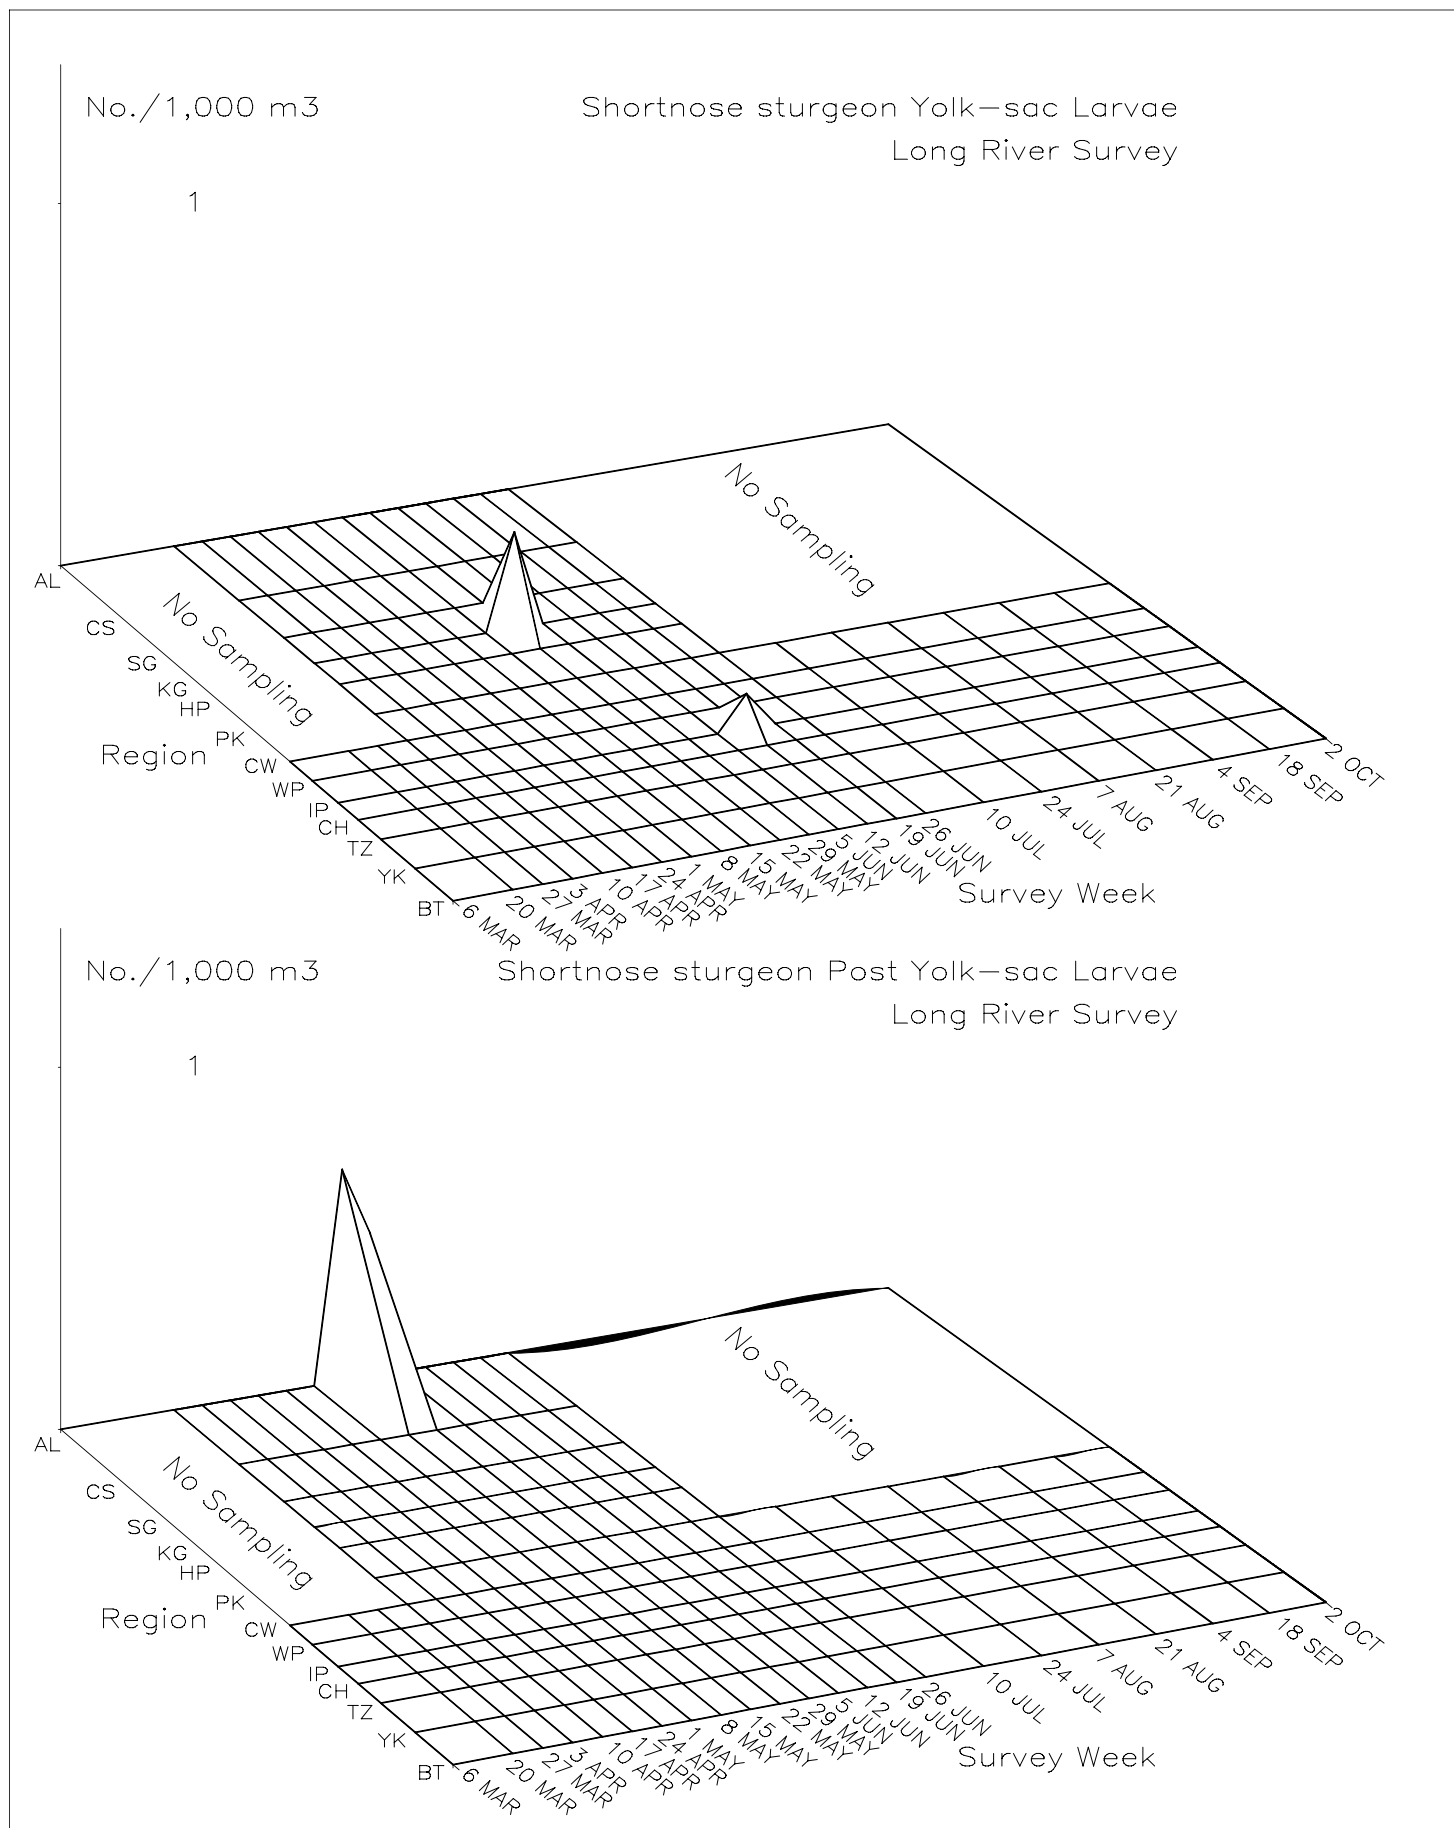 No./1,000 m3
Shortnose sturgeon Yolk-sac Larvae
Long River Survey
1
No Sampling
No Sampling
AL
CS
SG
KG
HP
PK
CW
WP
IP
CH
TZ
YK
BT
Region
6 MAR
20 MAR
27 MAR
3 APR
10 APR
17 APR
24 APR
1 MAY
8 MAY
15 MAY
22 MAY
29 MAY
5 JUN
12 JUN
19 JUN
26 JUN
10 JUL
24 JUL
7 AUG
21 AUG
4 SEP
18 SEP
2 OCT
Survey Week
No./1,000 m3
Shortnose sturgeon Post Yolk-sac Larvae
Long River Survey
1
No Sampling
No Sampling
AL
CS
SG
KG
HP
PK
CW
WP
IP
CH
TZ
YK
BT
Region
6 MAR
20 MAR
27 MAR
3 APR
10 APR
17 APR
24 APR
1 MAY
8 MAY
15 MAY
22 MAY
29 MAY
5 JUN
12 JUN
19 JUN
26 JUN
10 JUL
24 JUL
7 AUG
21 AUG
4 SEP
18 SEP
2 OCT
Survey Week